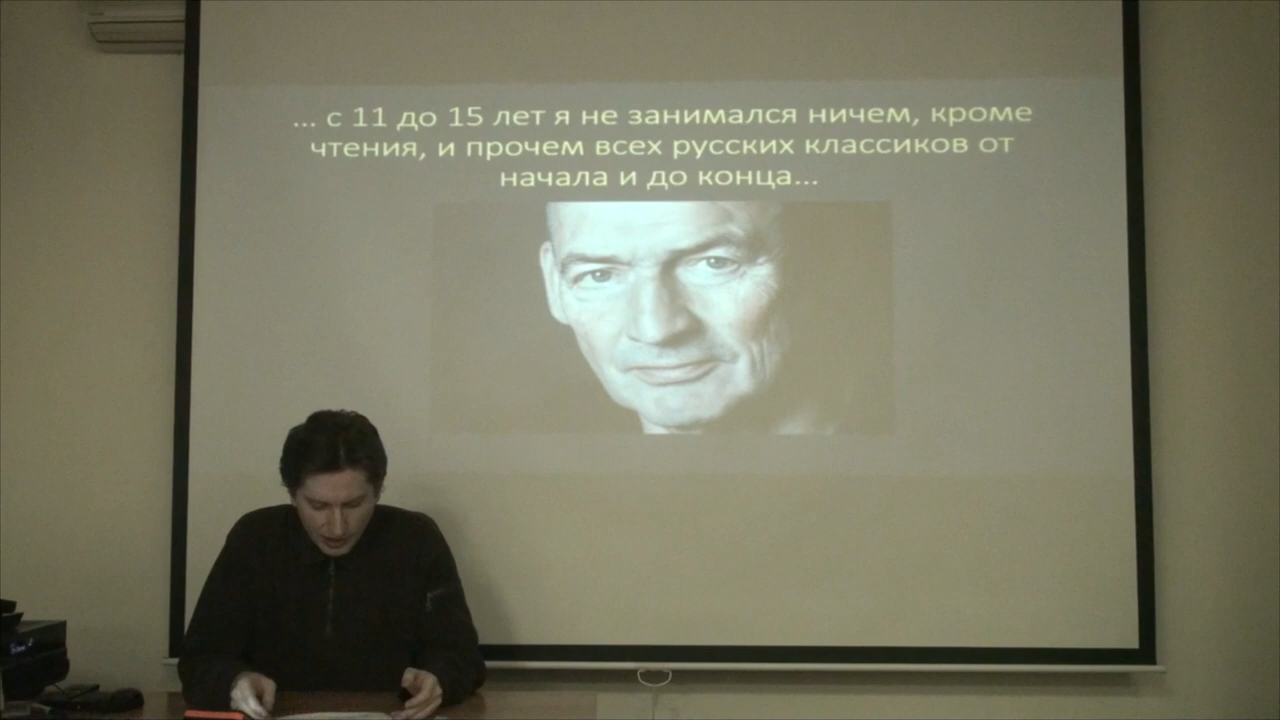 ... с 11 до 15 лет я не занимался ничем, кроме
чтения, и прочем всех русских классиков от
начала и до конца...